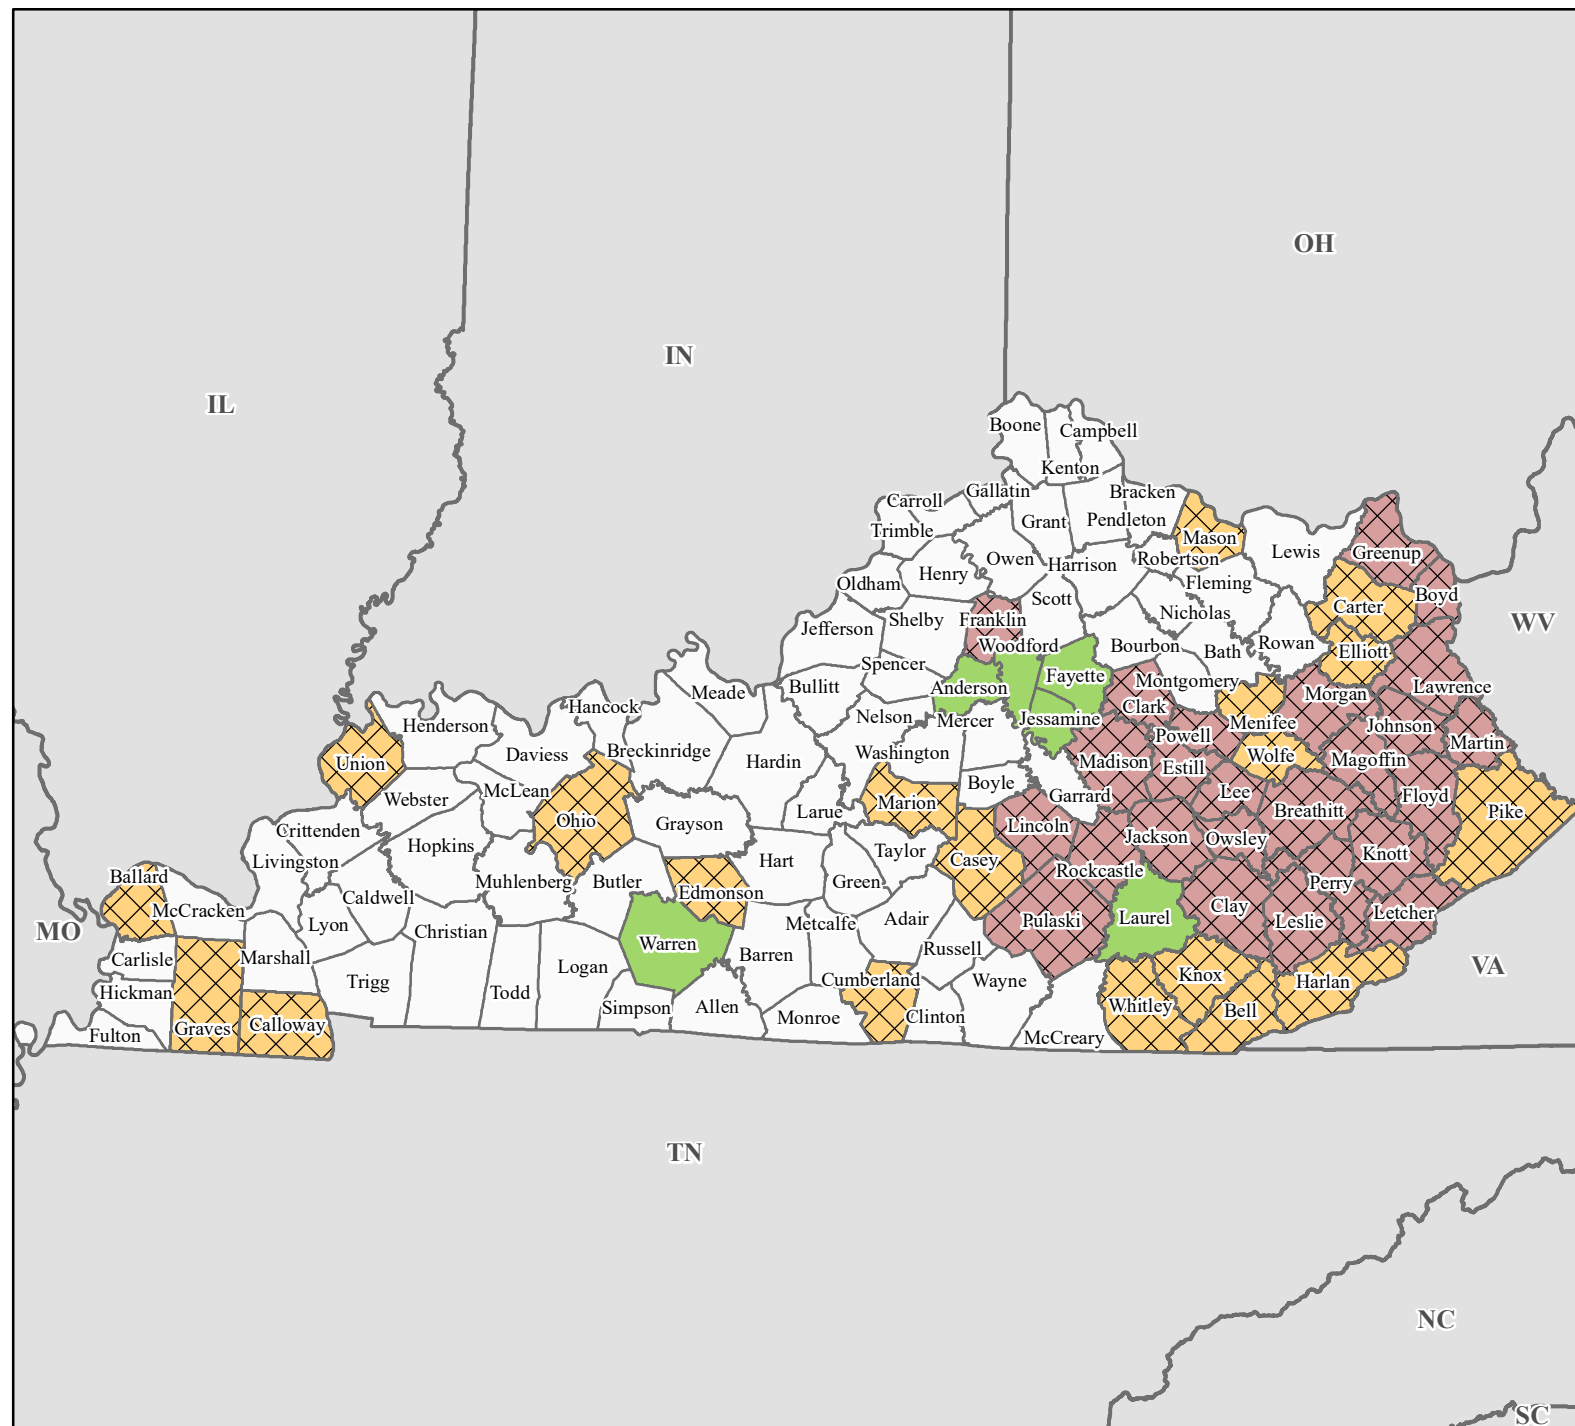 OH
IN
IL
Boone
Campbell
Kenton
Gallatin
Bracken
Carroll
Grant
Pendleton
Trimble
Mason
Lewis
Greenup
Owen
Harrison
Robertson
Henry
Oldham
Fleming
Boyd
Scott
Carter
Nicholas
Shelby
Franklin
WV
Jefferson
Woodford
Bourbon
Rowan
Bath
Elliott
Spencer
Fayette
Montgomery
Bullitt
Anderson
Lawrence
Meade
Morgan
Hancock
Clark
Nelson
Mercer
Jessamine
Menifee
Johnson
Henderson
Powell
Martin
Breckinridge
Washington
Daviess
Wolfe
Magoffin
Union
Hardin
Madison
Estill
Boyle
McLean
Lee
Floyd
Garrard
Webster
Marion
Larue
Breathitt
Pike
Ohio
Grayson
Lincoln
Crittenden
Jackson
Owsley
Hopkins
Taylor
Knott
Livingston
Hart
Casey
Rockcastle
Ballard
Muhlenberg
Butler
Green
Perry
Edmonson
Caldwell
Clay
McCracken
Letcher
Pulaski
Laurel
Leslie
Adair
Lyon
Metcalfe
MO
Christian
Warren
Russell
Barren
Marshall
Carlisle
Logan
VA
Knox
Cumberland
Wayne
Trigg
Harlan
Hickman
Todd
Whitley
Simpson
Allen
Bell
Monroe
Clinton
Calloway
Graves
Fulton
McCreary
TN
NC
SC